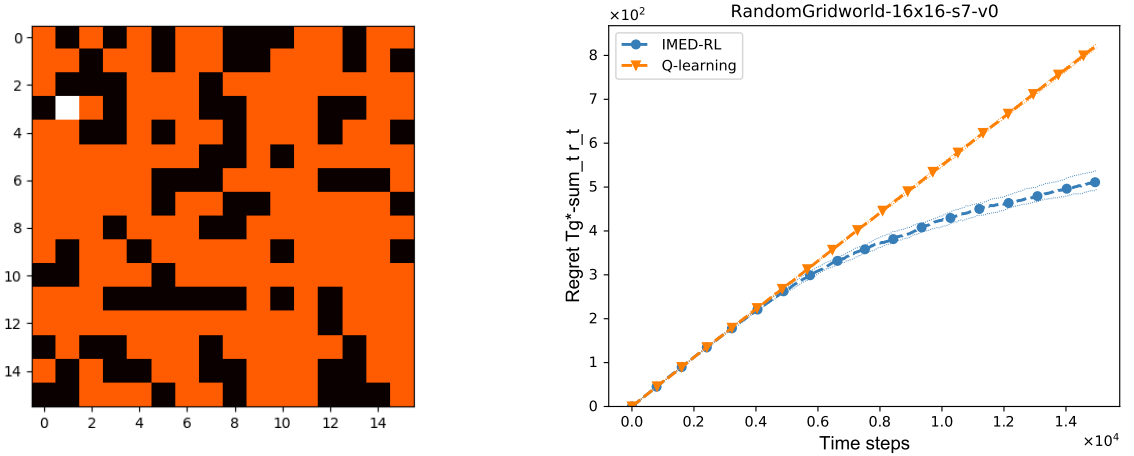 0
2
4
6
8
10
12
14
0 2 4 6 8 10 12 14
RandomGridworld-16x16-s7-v0
×10²
IMED-RL
Q-learning
Regret Tg*-sum_t r_t
8
7
6
5
4
3
2
1
0
0.0 0.2 0.4 0.6 0.8 1.0 1.2 1.4
×10⁴
Time steps